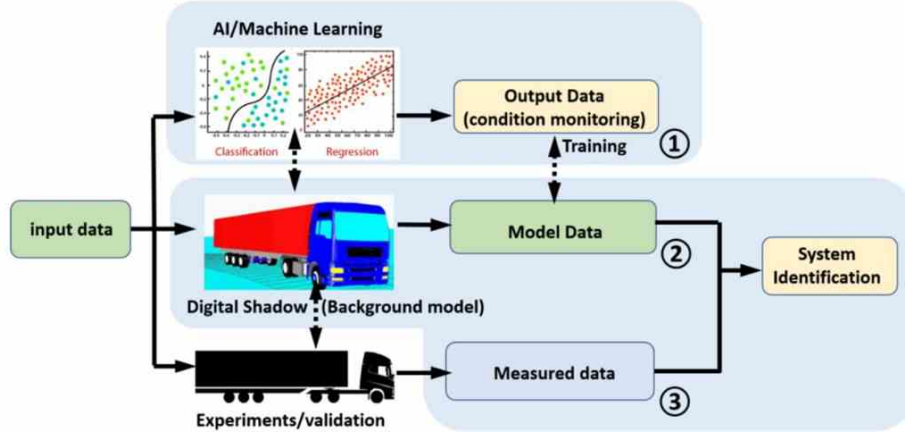 AI/Machine Learning
Classification
Regression
Output Data
(condition monitoring)
①
Training
input data
Model Data
②
System
Identification
Digital Shadow (Background model)
Measured data
③
Experiments/validation